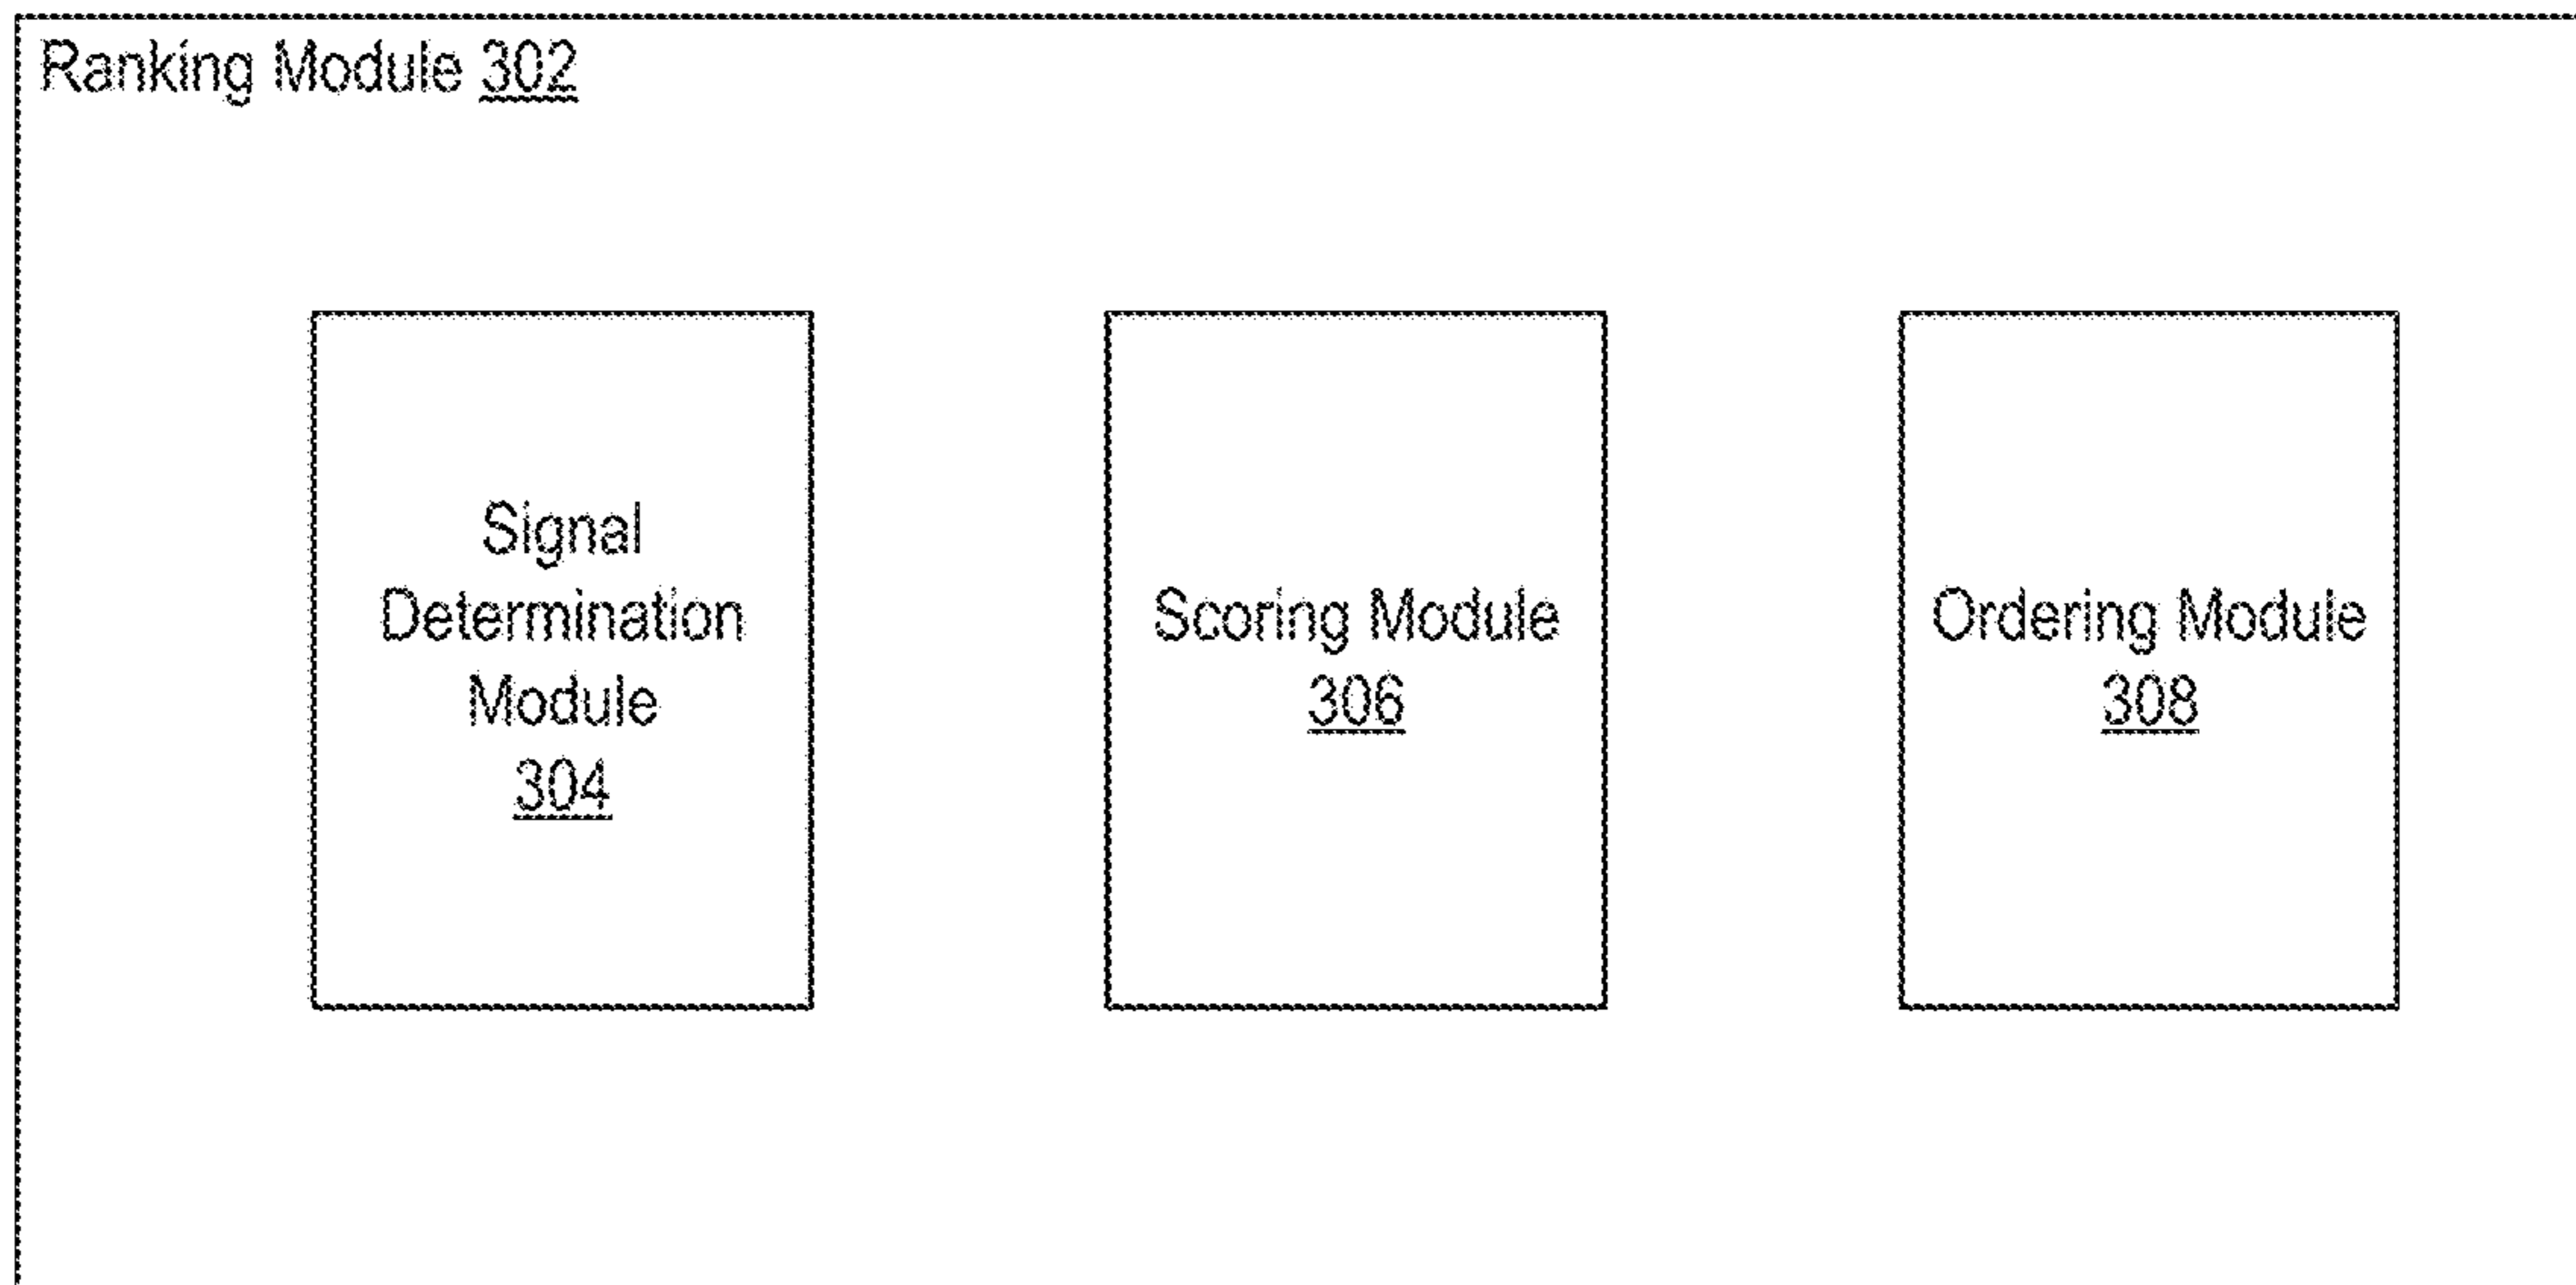 Ranking Module 302
Signal
Determination
Module
304
Scoring Module
306
Ordering Module
308